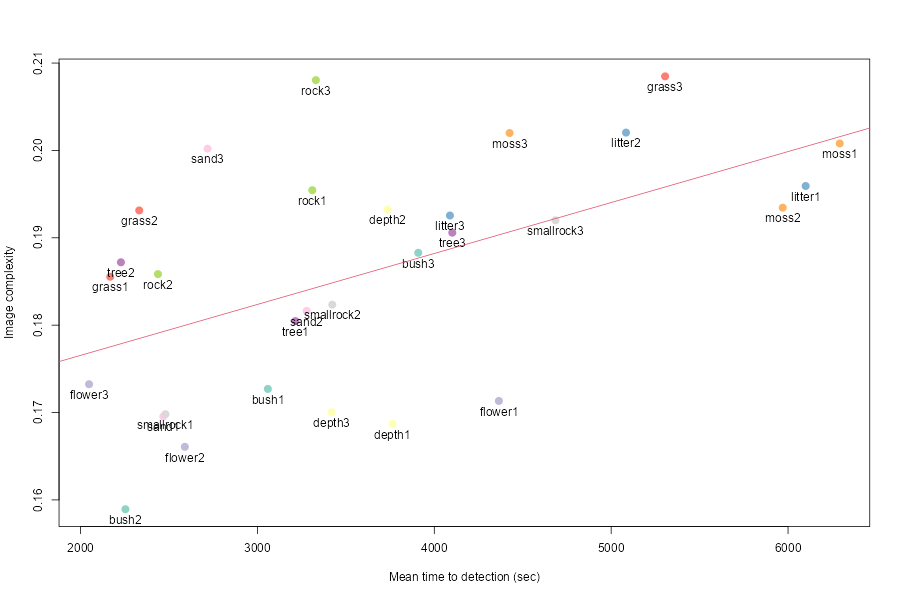 0.21
grass3
rock3
moss3
litter2
0.20
sand3
moss1
rock1
litter1
depth2
moss2
grass2
litter3
smallrock3
0.19
tree3
bush3
tree2
rock2
grass1
smallrock2
sand2
0.18
tree1
flower3
bush1
0.17
flower1
depth3
smallrock1
sand1
depth1
flower2
0.16
bush2
2000
3000
4000
5000
6000
Image complexity
Mean time to detection (sec)